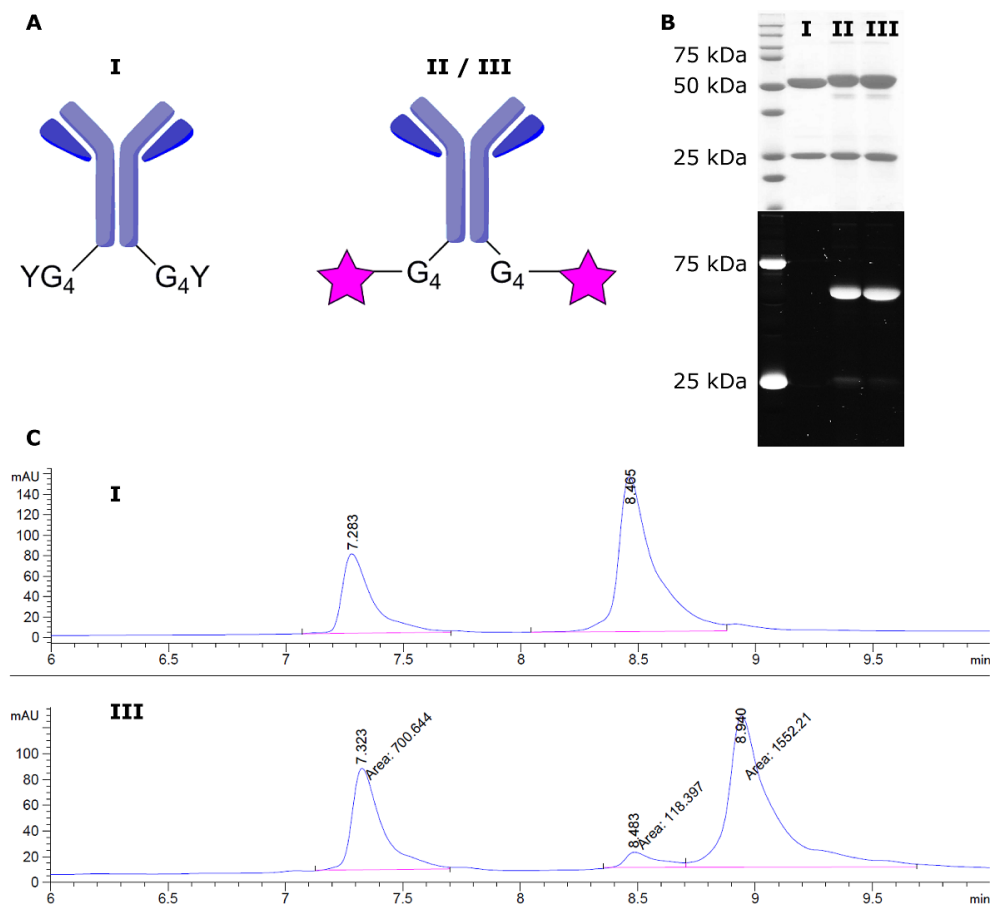 A
I
II / III
YG4
G4Y
G4
G4
B
I II III
75 kDa
50 kDa
25 kDa
75 kDa
25 kDa
C
mAU
I
140
120
100
80
60
40
20
0
7.283
8.465
6 6.5 7 7.5 8 8.5 9 9.5 min
mAU
III
100
80
60
40
20
0
7.323
Area: 700.644
8.483
Area: 118.397
8.940
Area: 1552.21
6 6.5 7 7.5 8 8.5 9 9.5 min